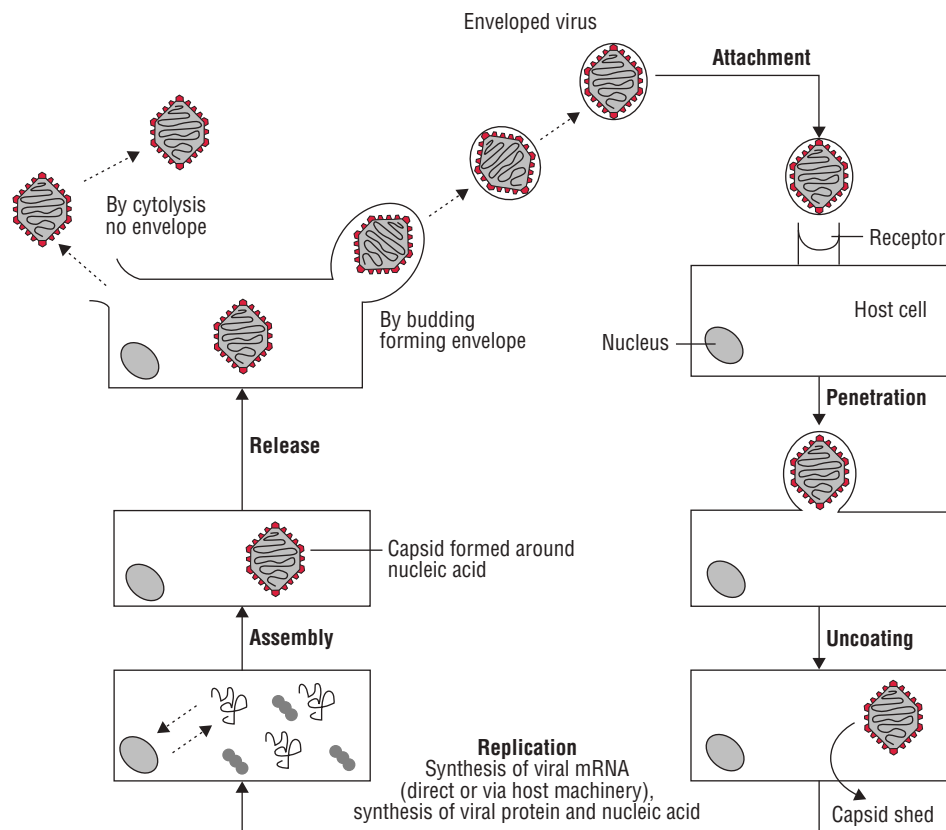 Enveloped virus
Attachment
By cytolysis
no envelope
Receptor
Host cell
By budding
forming envelope
Nucleus
Penetration
Release
Capsid formed around
nucleic acid
Assembly
Uncoating
Replication
Synthesis of viral mRNA
(direct or via host machinery),
synthesis of viral protein and nucleic acid
Capsid shed